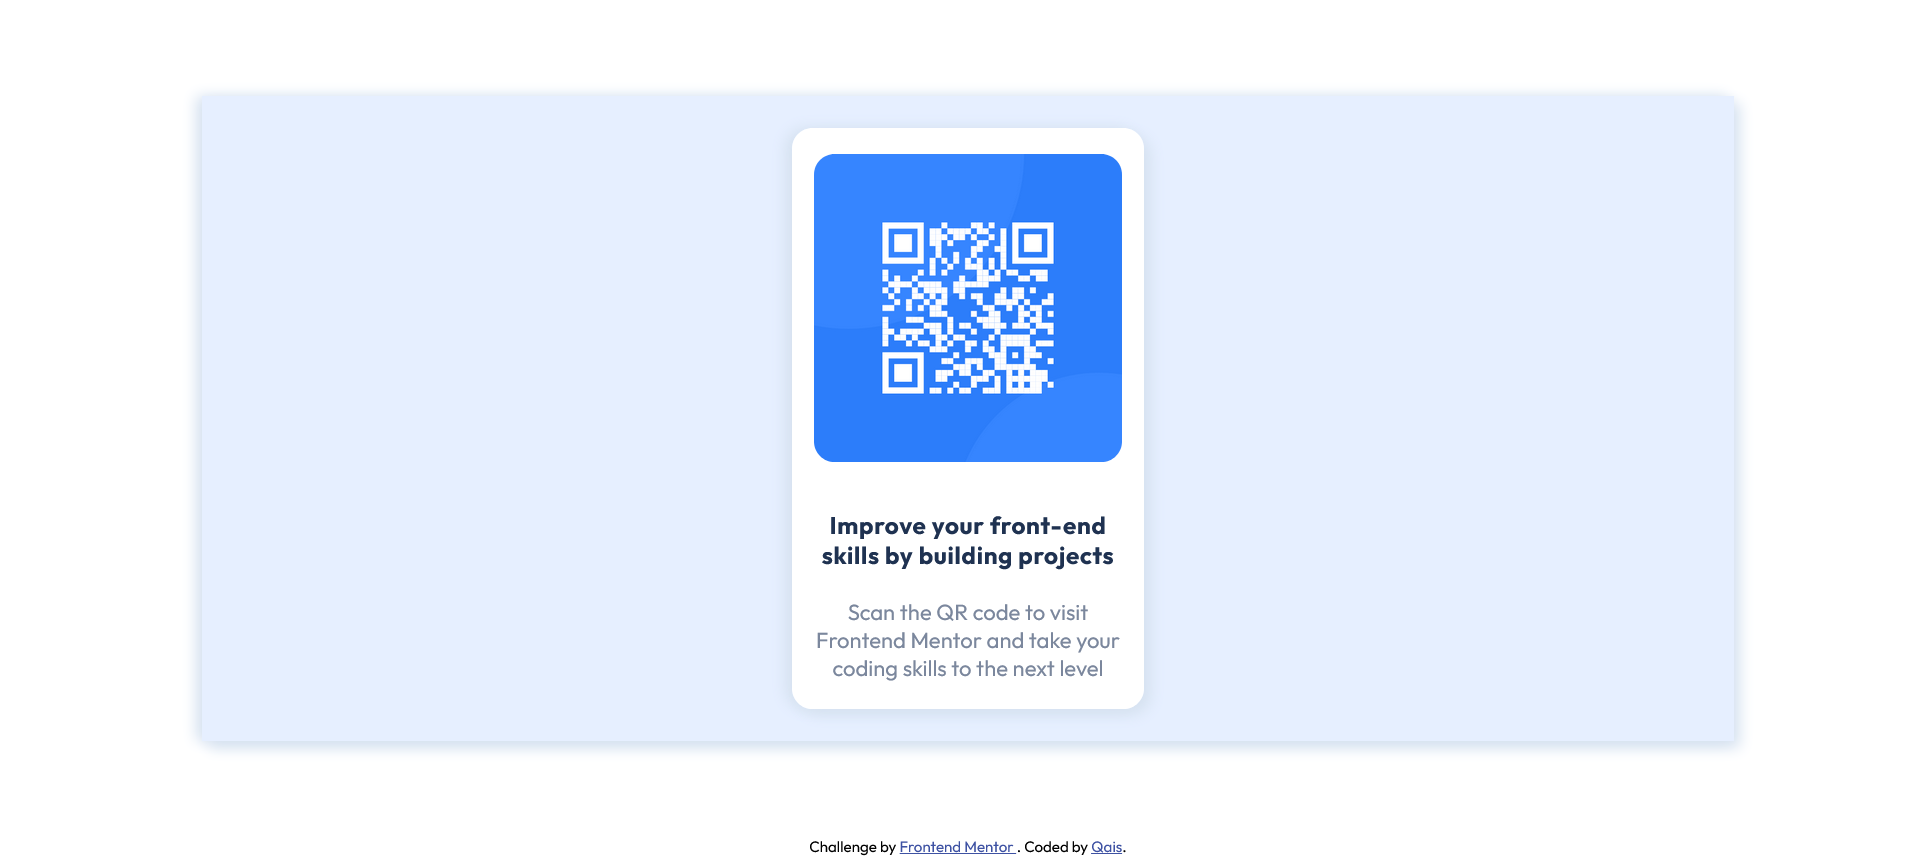 Improve your front-end
skills by building projects
Scan the QR code to visit
Frontend Mentor and take your
coding skills to the next level
Challenge by Frontend Mentor . Coded by Qais.